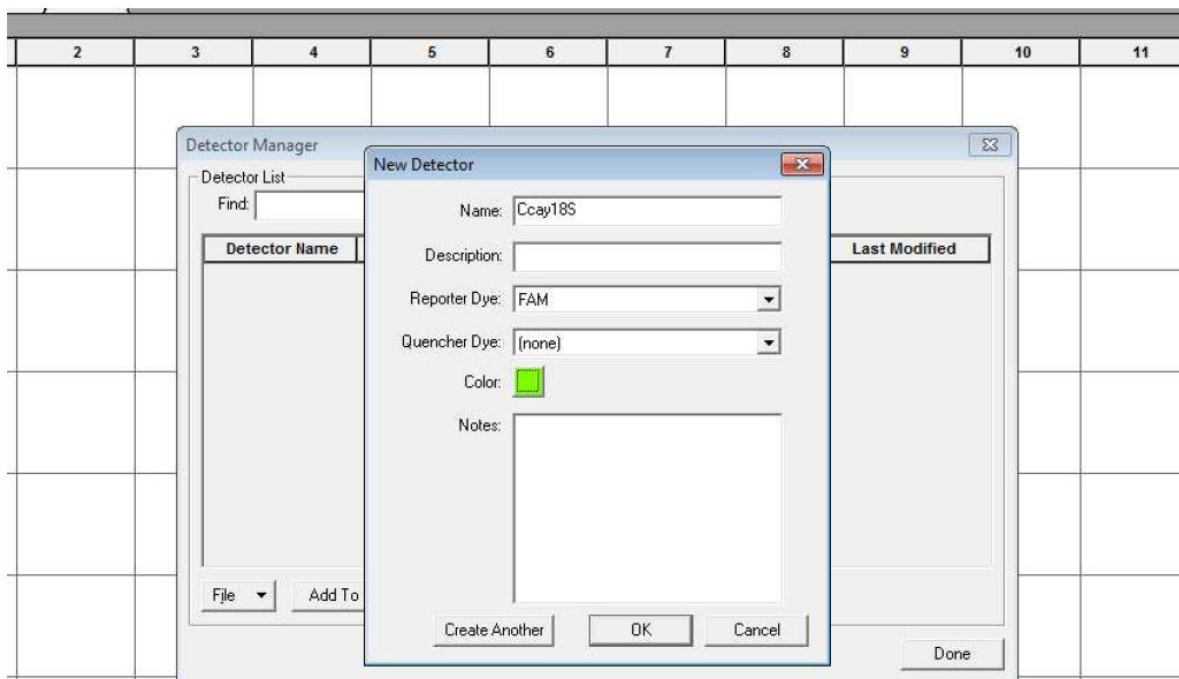 2 3 4 5 6 7 8 9 10 11
Detector Manager
New Detector
Detector List
Find:
Name: Ccay18S
Detector Name
Last Modified
Description:
Reporter Dye: FAM
Quencher Dye: (none)
Color:
Notes:
File
Add To
Create Another
OK
Cancel
Done